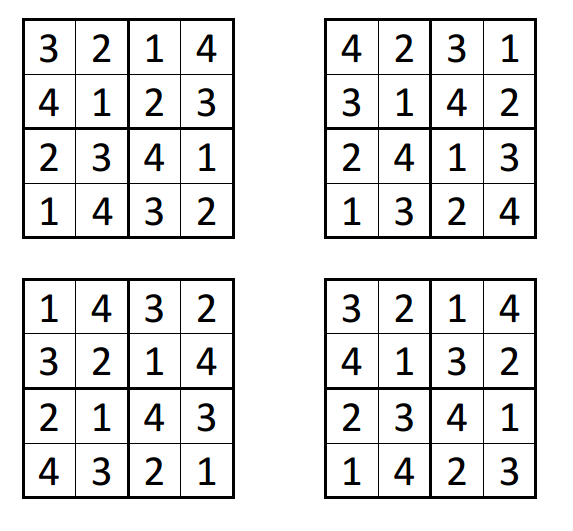 3 2 1 4
4 1 2 3
2 3 4 1
1 4 3 2
4 2 3 1
3 1 4 2
2 4 1 3
1 3 2 4
1 4 3 2
3 2 1 4
2 1 4 3
4 3 2 1
3 2 1 4
4 1 3 2
2 3 4 1
1 4 2 3